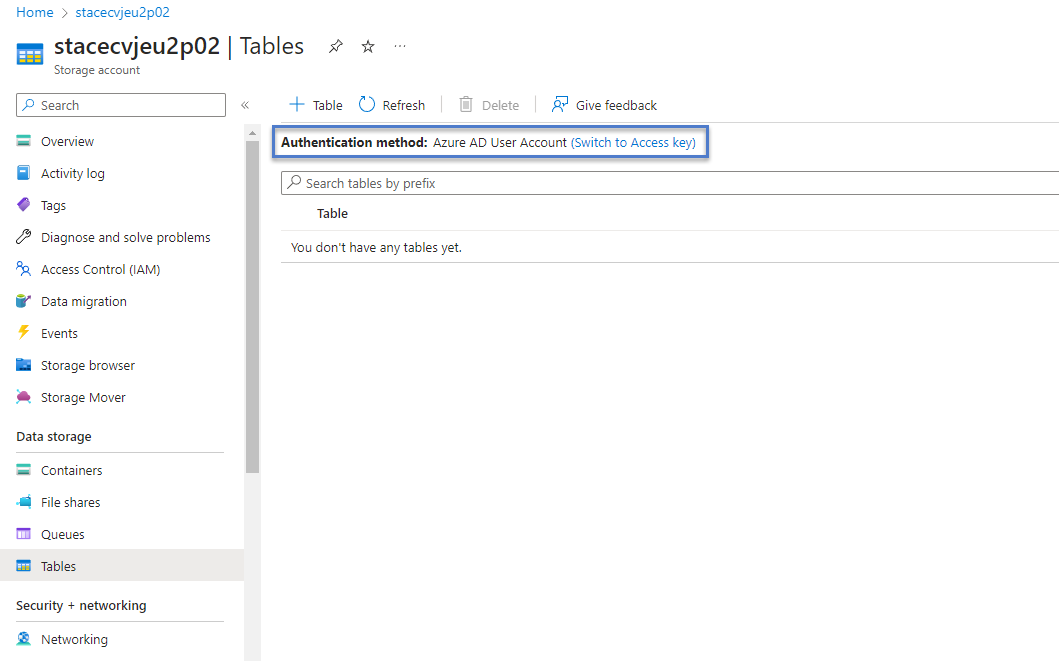 Home > stacecvjeu2p02
stacecvjeu2p02 | Tables ...
Storage account
Search «
+ Table Refresh Delete Give feedback
Authentication method: Azure AD User Account (Switch to Access key)
Search tables by prefix
Table
You don't have any tables yet.
Overview
Activity log
Tags
Diagnose and solve problems
Access Control (IAM)
Data migration
Events
Storage browser
Storage Mover
Data storage
Containers
File shares
Queues
Tables
Security + networking
Networking